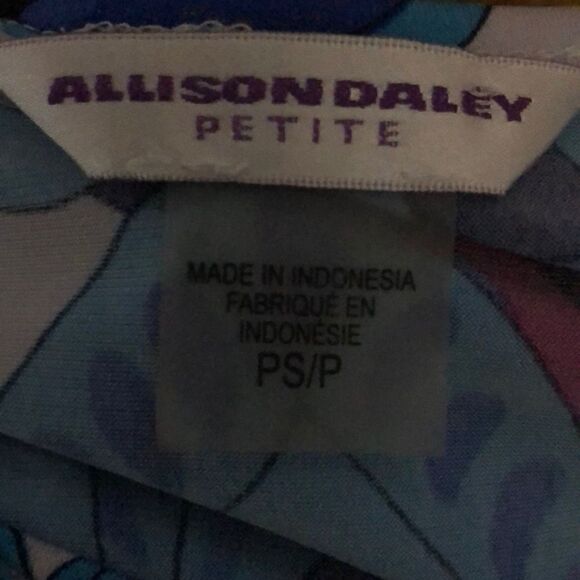 ALLISON DALEY
PETITE
MADE IN INDONESIA
FABRIQUÉ EN
INDONÉSIE
PS/P